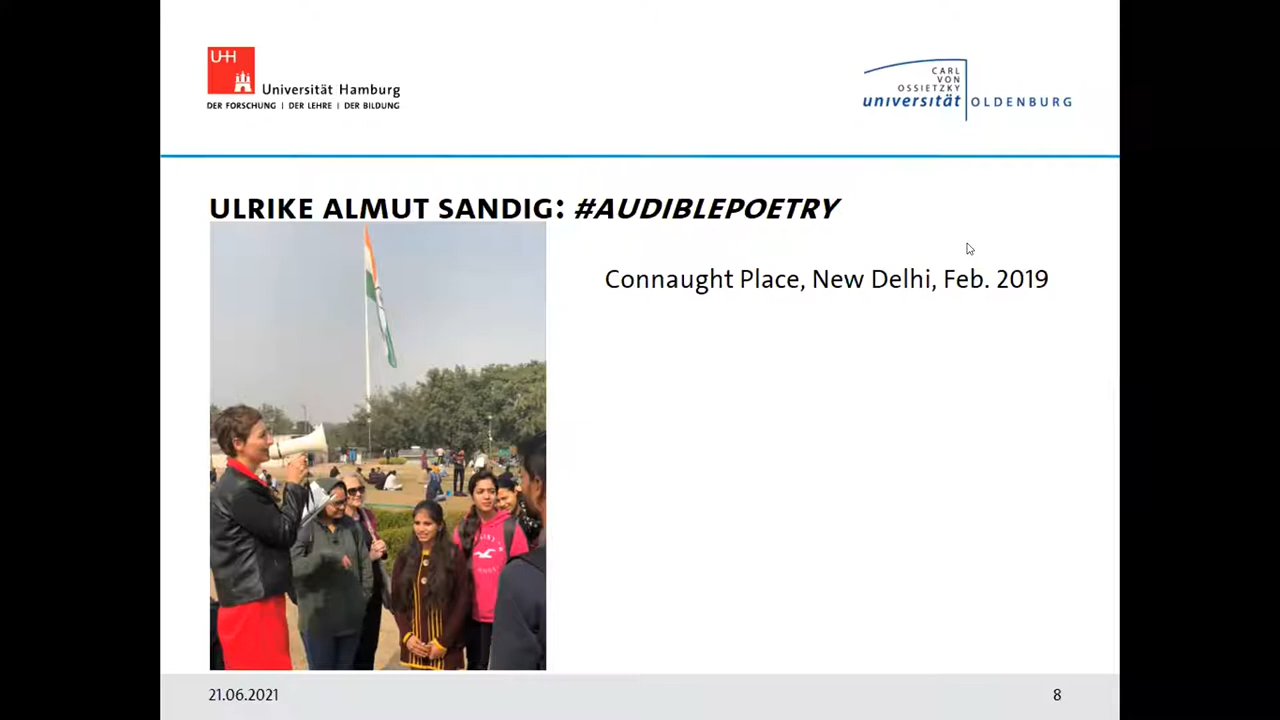 UHH
Universität Hamburg
DER FORSCHUNG | DER LEHRE | DER BILDUNG
CARL
VON
OSSIETZKY
universität OLDENBURG
ULRIKE ALMUT SANDIG: #AUDIBLEPOETRY
Connaught Place, New Delhi, Feb. 2019
21.06.2021
8